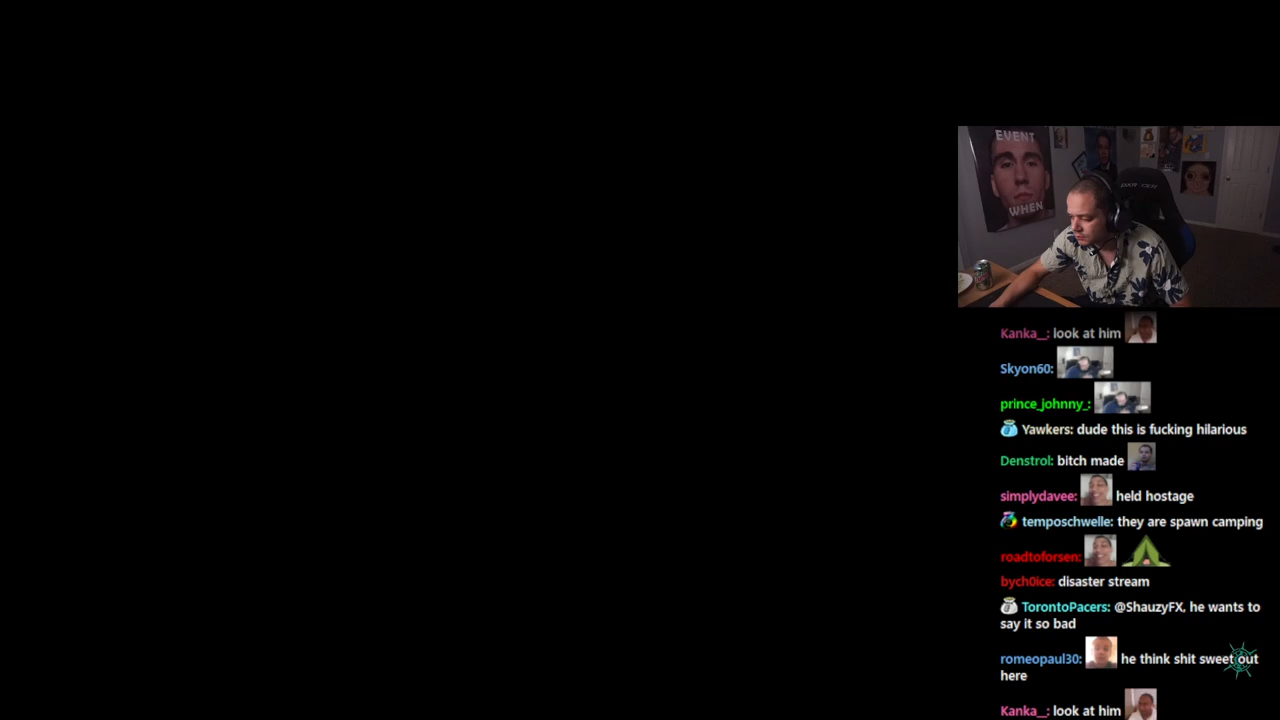 EVENT
WHEN
Kanka__: look at him
Skyon60:
prince_johnny_:
Yawkers: dude this is fucking hilarious
Denstrol: bitch made
simplydavee: held hostage
temposchwelle: they are spawn camping
roadtoforsen:
bych0ice: disaster stream
TorontoPacers: @ShauzyFX, he wants to
say it so bad
romeopaul30: he think shit sweet out
here
Kanka__: look at him